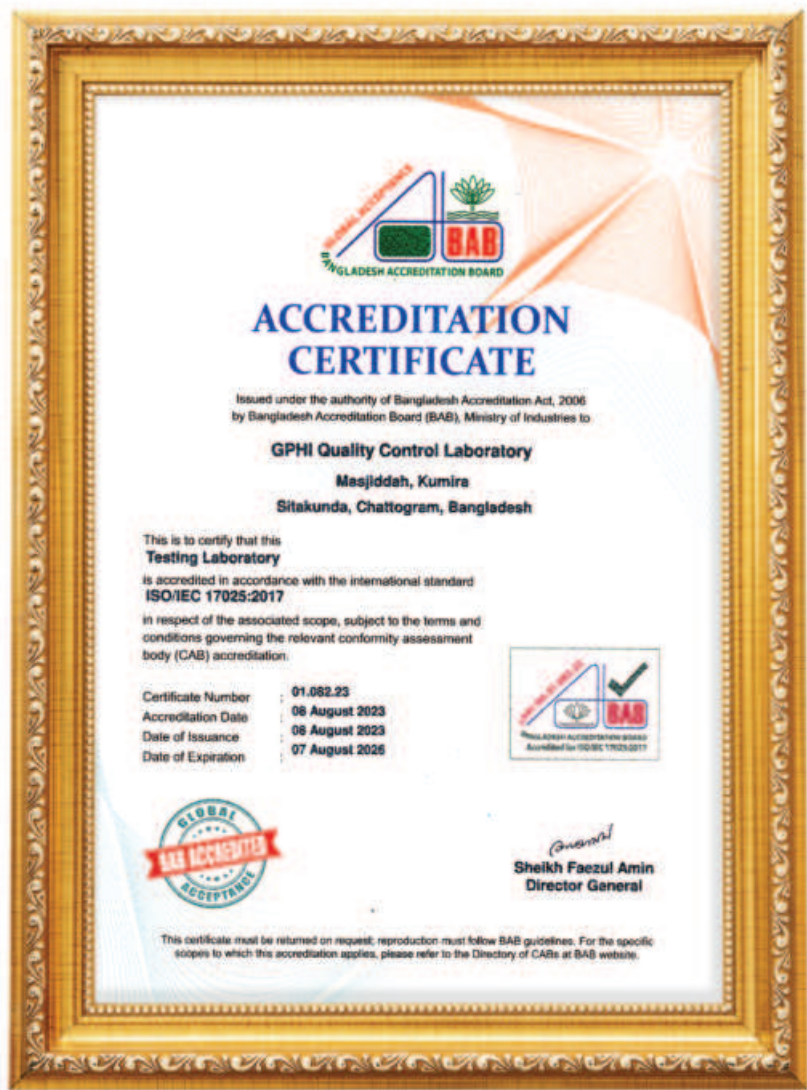 GLOBAL ACCEPTANCE
BAB
BANGLADESH ACCREDITATION BOARD
ACCREDITATION
CERTIFICATE
Issued under the authority of Bangladesh Accreditation Act, 2006
by Bangladesh Accreditation Board (BAB), Ministry of Industries to
GPHI Quality Control Laboratory
Masjiddah, Kumira
Sitakunda, Chattogram, Bangladesh
This is to certify that this
Testing Laboratory
is accredited in accordance with the international standard
ISO/IEC 17025:2017
in respect of the associated scope, subject to the terms and
conditions governing the relevant conformity assessment
body (CAB) accreditation.
Certificate Number : 01.082.23
Accreditation Date : 08 August 2023
Date of Issuance : 08 August 2023
Date of Expiration : 07 August 2026
BAB
BANGLADESH ACCREDITATION BOARD
Accredited for ISO/IEC 17025:2017
GLOBAL
BAB ACCREDITED
ACCEPTANCE
Sheikh Faezul Amin
Director General
This certificate must be returned on request; reproduction must follow BAB guidelines. For the specific
scopes to which this accreditation applies, please refer to the Directory of CABs at BAB website.